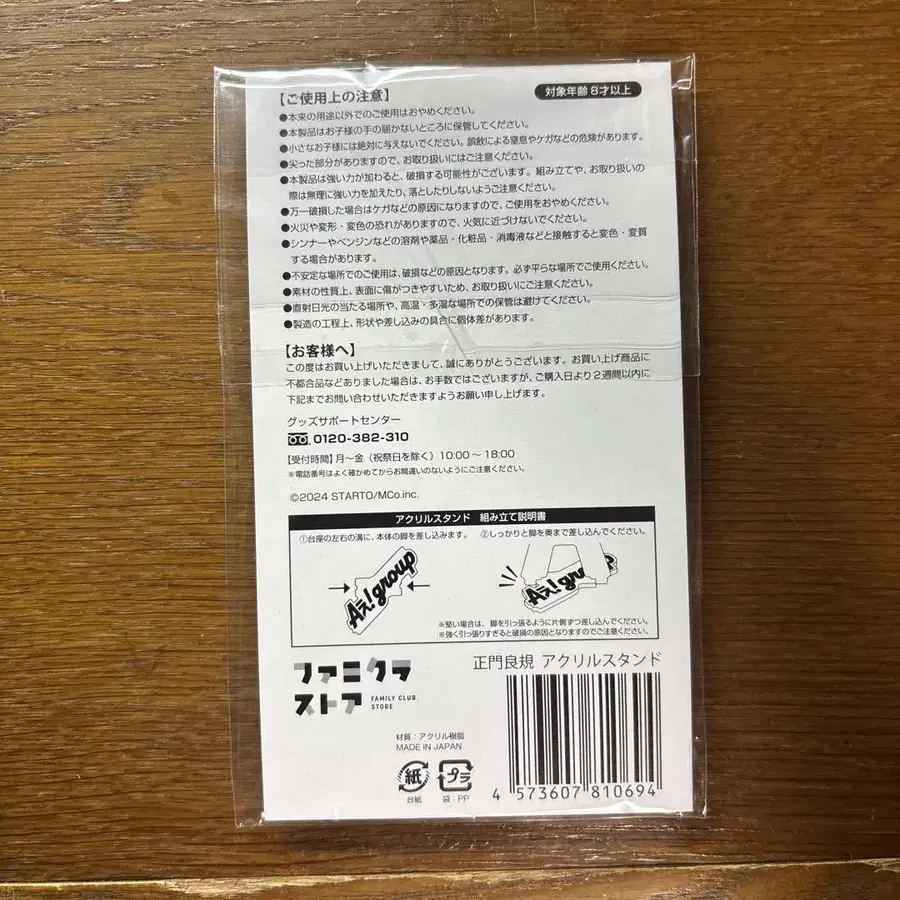 【ご使用上の注意】
対象年齢 8才以上
●本来の用途以外でのご使用はおやめください。
●本製品はお子様の手の届かないところに保管してください。
●小さなお子様には絶対に与えないでください。誤飲による窒息やケガなどの危険があります。
●尖った部分がありますので、お取り扱いにはご注意ください。
●本製品は強い力が加わると、破損する可能性がございます。組み立てや、お取り扱いの
際は無理に強い力を加えたり、落としたりしないようご注意ください。
●万一破損した場合はケガなどの原因になりますので、ご使用をおやめください。
●火災や変形・変色の恐れがありますので、火気に近づけないでください。
●シンナーやベンジンなどの溶剤や薬品・化粧品・消毒液などと接触すると変色・変質
する場合があります。
●不安定な場所でのご使用は、破損などの原因となります。必ず平らな場所でご使用ください。
●素材の性質上、表面に傷がつきやすいため、お取り扱いにご注意ください。
●直射日光の当たる場所や、高温・多湿な場所での保管は避けてください。
●製造の工程上、形状や差し込みの具合に個体差があります。
【お客様へ】
この度はお買い上げいただきまして、誠にありがとうございます。お買い上げ商品に
不都合品などありました場合は、お手数ではございますが、ご購入日より2週間以内に
下記までお問い合わせいただきますようお願い申し上げます。
グッズサポートセンター
0120-382-310
【受付時間】月～金（祝祭日を除く）10:00～18:00
※電話番号はよく確かめてからお間違いのないようにご注意ください。
©2024 STARTO/MCo.inc.
アクリルスタンド 組み立て説明書
①台座の左右の溝に、本体の脚を差し込みます。
②しっかりと脚を奥まで差し込んでください。
Aぇ! group
Aぇ! gr
※堅い場合は、脚を引っ張るように片側ずつ差し込んでください。
※強く引っ張りすぎると破損の原因となりますのでご注意ください。
ファミクラ
ストア
FAMILY CLUB
STORE
正門良規 アクリルスタンド
材質：アクリル樹脂
MADE IN JAPAN
紙
プラ
台紙
袋：PP
4 573607 810694